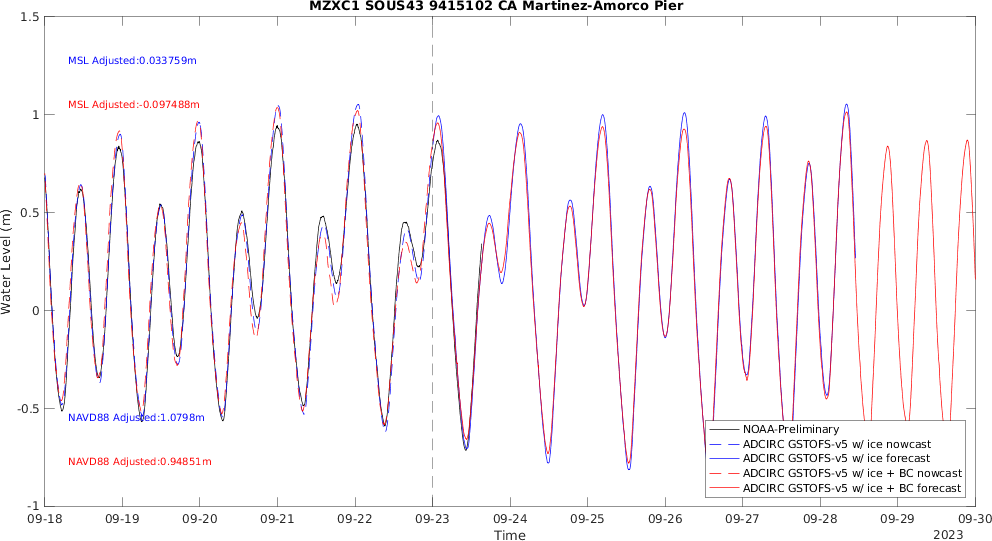 MZXC1 SOUS43 9415102 CA Martinez-Amorco Pier
1.5
1
0.5
0
-0.5
-1
Water Level (m)
MSL Adjusted:0.033759m
MSL Adjusted:-0.097488m
NAVD88 Adjusted:1.0798m
NAVD88 Adjusted:0.94851m
NOAA-Preliminary
ADCIRC GSTOFS-v5 w/ ice nowcast
ADCIRC GSTOFS-v5 w/ ice forecast
ADCIRC GSTOFS-v5 w/ ice + BC nowcast
ADCIRC GSTOFS-v5 w/ ice + BC forecast
09-18 09-19 09-20 09-21 09-22 09-23 09-24 09-25 09-26 09-27 09-28 09-29 09-30
Time
2023